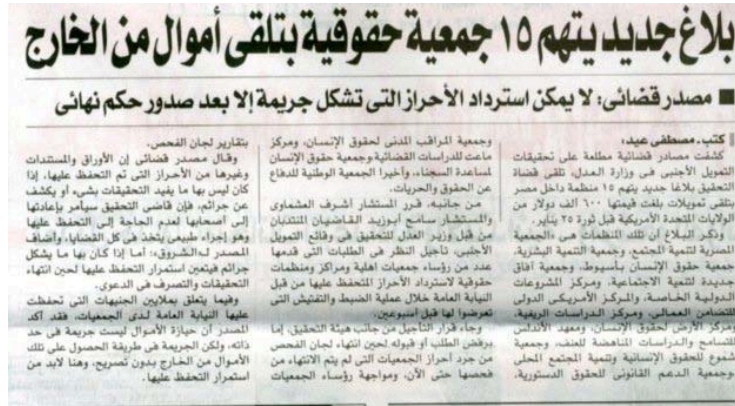 بلاغ جديد يتهم ١٥ جمعية حقوقية بتلقى أموال من الخارج
■ مصدر قضائى: لا يمكن استرداد الأحراز التى تشكل جريمة إلا بعد صدور حكم نهائى
كتب ـ مصطفى عيد:
كشفت مصادر قضائية مطلعة على تحقيقات
التمويل الأجنبى فى وزارة العدل، تلقى قضاة
التحقيق بلاغا جديد يتهم ١٥ منظمة داخل مصر
بتلقى تمويلات بلغت قيمتها ٦٠٠ ألف دولار من
الولايات المتحدة الأمريكية قبل ثورة ٢٥ يناير.
وذكر البلاغ أن تلك المنظمات هى «الجمعية
المصرية لتنمية المجتمع، وجمعية التنمية البشرية،
جمعية حقوق الإنسان بأسيوط، وجمعية آفاق
جديدة لتنمية الاجتماعية، ومركز المشروعات
الدولية الخاصة، والمركز الأمريكى الدولى
للتضامن العمالى، ومركز الدراسات الريفية،
ومركز الأرض لحقوق الإنسان، ومعهد الأندلس
للتسامح والدراسات المناهضة للعنف، وجمعية
شموع للحقوق الإنسانية وتنمية المجتمع المحلى
وجمعية الدعم القانونى للحقوق الدستورية،
وجمعية المراقب المدنى لحقوق الإنسان، ومركز
ماعت للدراسات القضائية وجمعية حقوق الإنسان
لمساعدة السجناء، وأخيرا الجمعية الوطنية للدفاع
عن الحقوق والحريات.
من جانبه، قرر المستشار أشرف العشماوى
والمستشار سامح أبوزيد القاضيان المنتدبان
من قبل وزير العدل للتحقيق فى وقائع التمويل
الأجنبى، تأجيل النظر فى الطلبات التى قدمها
عدد من رؤساء جمعيات أهلية ومراكز ومنظمات
حقوقية لاسترداد الأحراز المتحفظ عليها من قبل
النيابة العامة خلال عملية الضبط والتفتيش التى
تعرضوا لها قبل أسبوعين.
وجاء قرار التأجيل من جانب هيئة التحقيق، إما
برفض الطلب أو قبوله لحين انتهاء لجان الفحص
من جرد أحراز الجمعيات التى لم يتم الانتهاء من
فحصها حتى الآن، ومواجهة رؤساء الجمعيات
بتقارير لجان الفحص.
وقال مصدر قضائى إن الأوراق والمستندات
وغيرها من الأحراز التى تم التحفظ عليها، إذا
كان ليس بها ما يفيد التحقيقات بشىء أو يكشف
عن جرائم، فإن قاضى التحقيق سيأمر بإعادتها
إلى أصحابها لعدم الحاجة إلى التحفظ عليها
وهو إجراء طبيعى يتخذ فى كل القضايا، وأضاف
المصدر لـ«الشروق»: أما إذا كان بها ما يشكل
جرائم فيتعين استمرار التحفظ عليها لحين انتهاء
التحقيقات والتصرف فى الدعوى.
وفيما يتعلق بملايين الجنيهات التى تحفظت
عليها النيابة العامة لدى الجمعيات، فقد أكد
المصدر أن حيازة الأموال ليست جريمة فى حد
ذاته، ولكن الجريمة فى طريقة الحصول على تلك
الأموال من الخارج بدون تصريح، وهنا لابد من
استمرار التحفظ عليها.